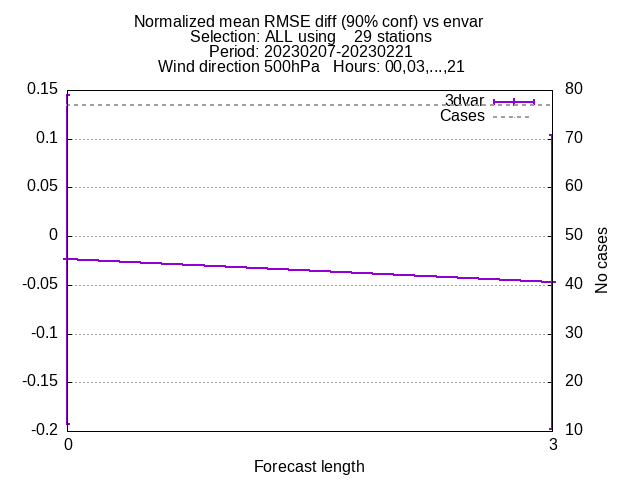 Normalized mean RMSE diff (90% conf) vs envar
Selection: ALL using    29 stations
Period: 20230207-20230221
Wind direction 500hPa   Hours: 00,03,...,21
0.15
0.1
0.05
0
-0.05
-0.1
-0.15
-0.2
80
70
60
50
40
30
20
10
3dvar
Cases
No cases
0
3
Forecast length